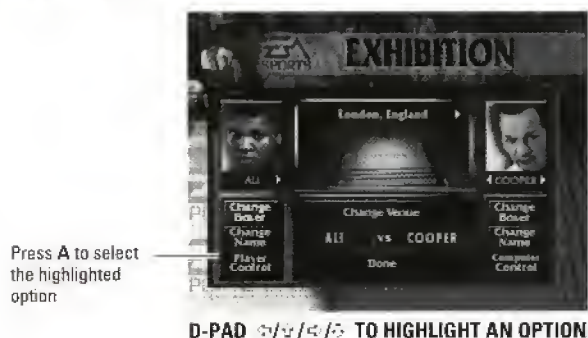 EA
SPORTS
EXHIBITION
London, England
ALI
COOPER
Change
Boxer
Change
Name
Player
Control
Change Venue
ALI VS COOPER
Done
Change
Boxer
Change
Name
Computer
Control
Press A to select
the highlighted
option
D-PAD ⇦/⇧/⇨/⇩ TO HIGHLIGHT AN OPTION